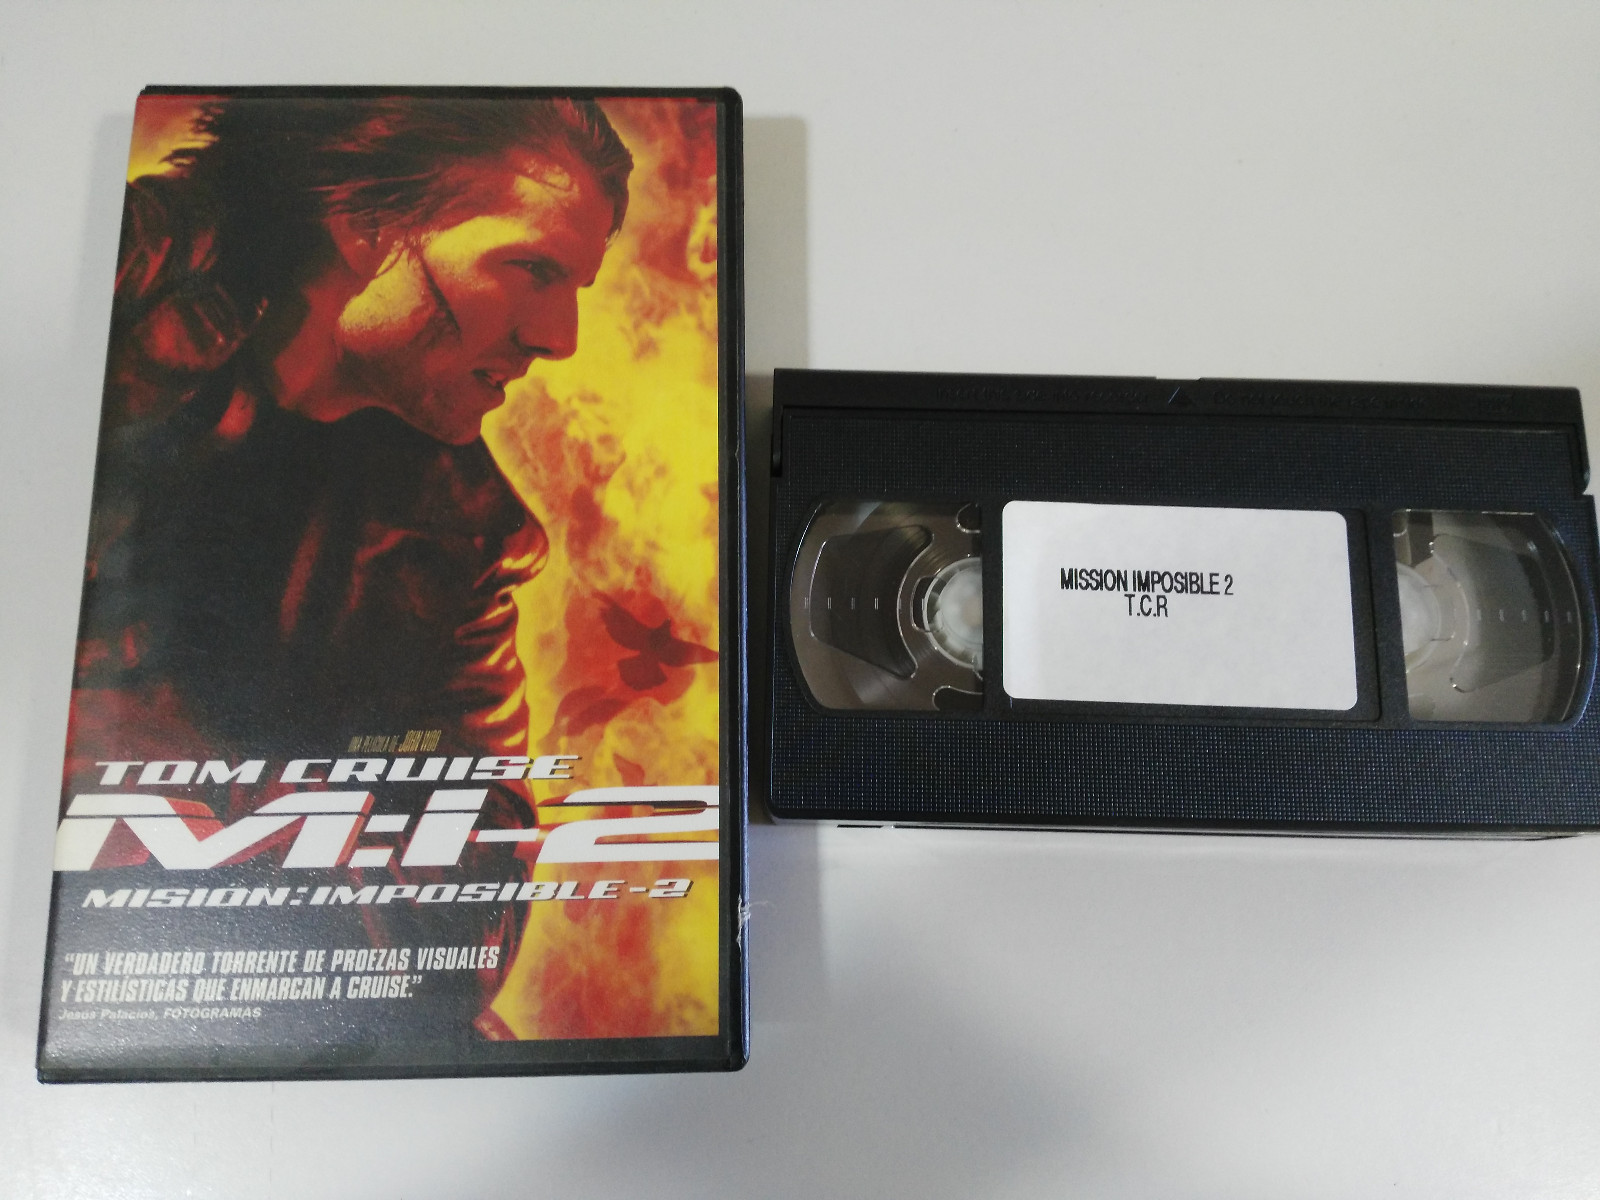 UNA PELÍCULA DE JOHN WOO
TOM CRUISE
M:I-2
MISIÓN:IMPOSIBLE-2
"UN VERDADERO TORRENTE DE PROEZAS VISUALES
Y ESTILÍSTICAS QUE ENMARCAN A CRUISE."
Jesús Palacios, FOTOGRAMAS
MISSION IMPOSIBLE 2
T.C.R